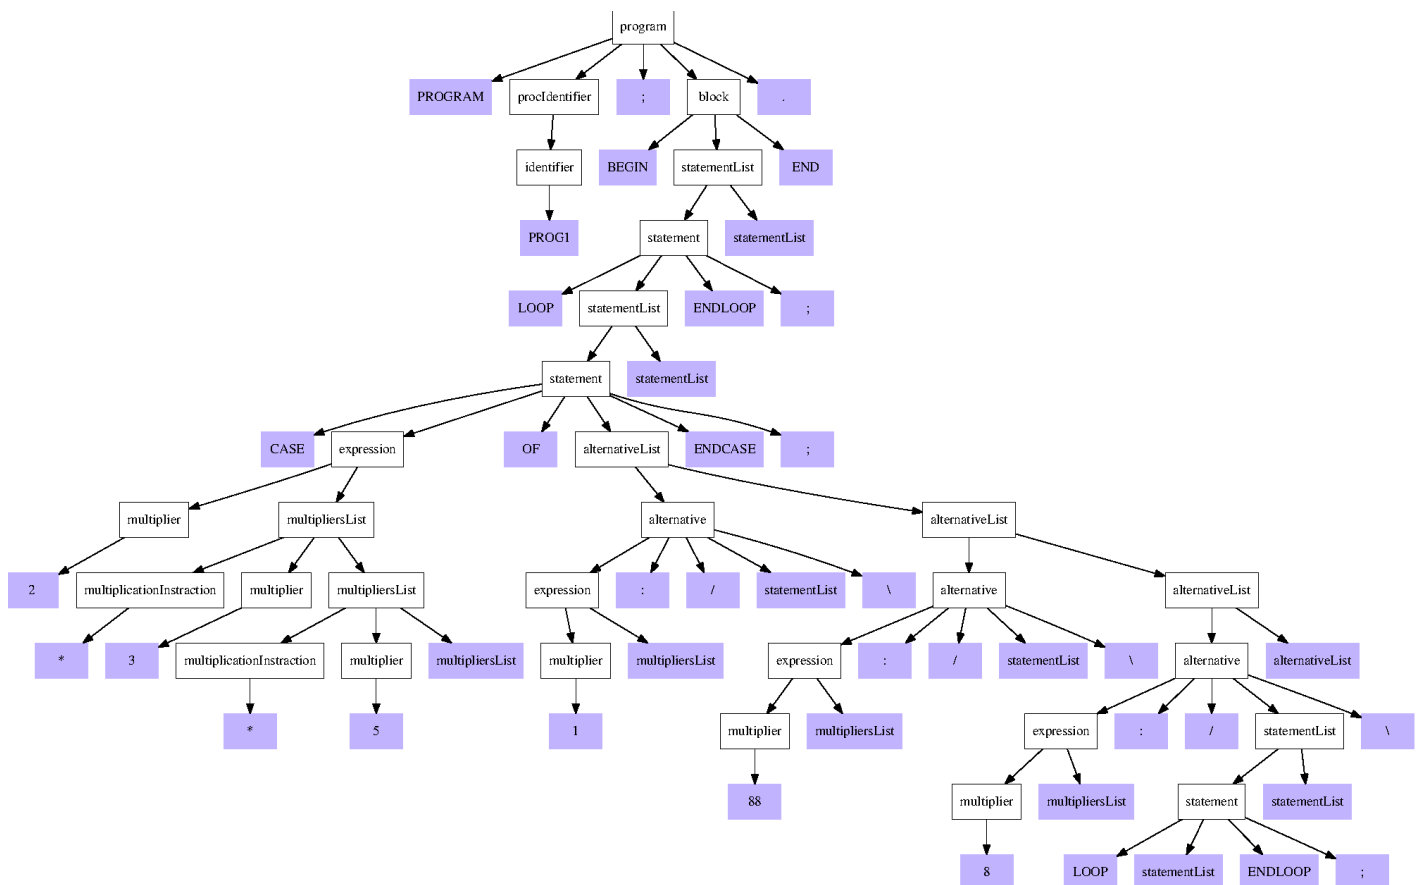 program
PROGRAM procIdentifier ; block .
identifier BEGIN statementList END
PROG1 statement statementList
LOOP statementList ENDLOOP ;
statement statementList
CASE expression OF alternativeList ENDCASE ;
multiplier multipliersList alternative alternativeList
2 multiplicationInstraction multiplier multipliersList expression : / statementList \ alternative alternativeList
* 3 multiplicationInstraction multiplier multipliersList multiplier multipliersList expression : / statementList \ alternative alternativeList
* 5 1 multiplier multipliersList expression : / statementList \
88 multiplier multipliersList statement statementList
8 LOOP statementList ENDLOOP ;